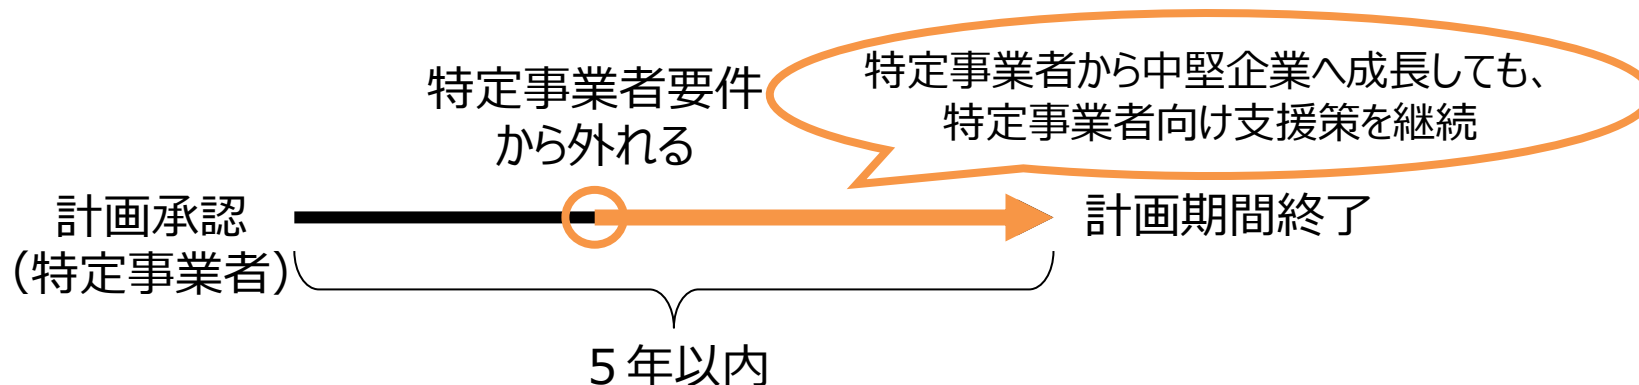 特定事業者要件
から外れる
特定事業者から中堅企業へ成長しても、
特定事業者向け支援策を継続
計画承認
（特定事業者）
計画期間終了
５年以内